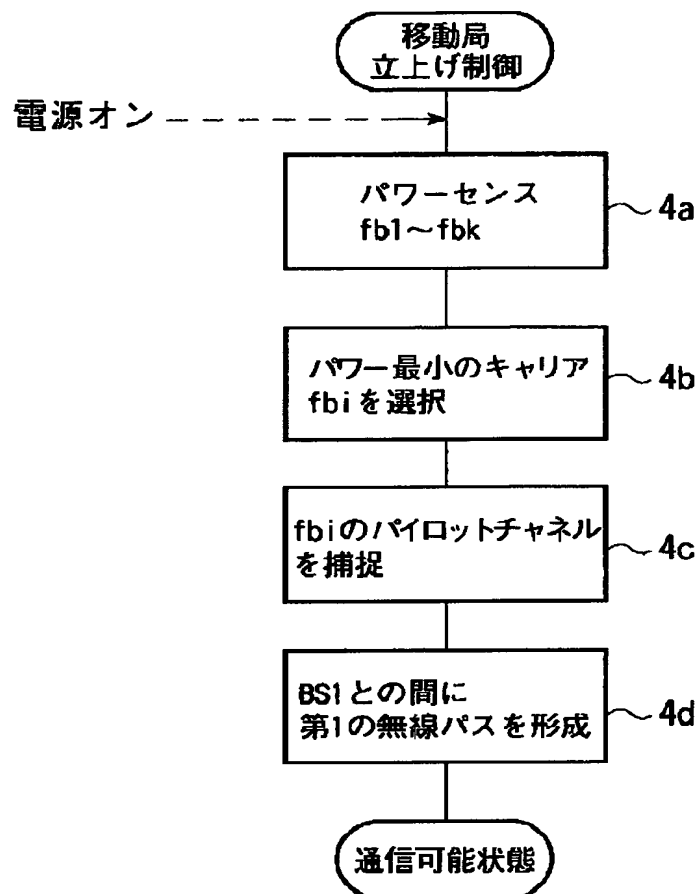 移動局
立上げ制御
電源オン
パワーセンス
fb1〜fbk
4a
パワー最小のキャリア
fbiを選択
4b
fbiのパイロットチャネル
を捕捉
4c
BS1との間に
第1の無線パスを形成
4d
通信可能状態